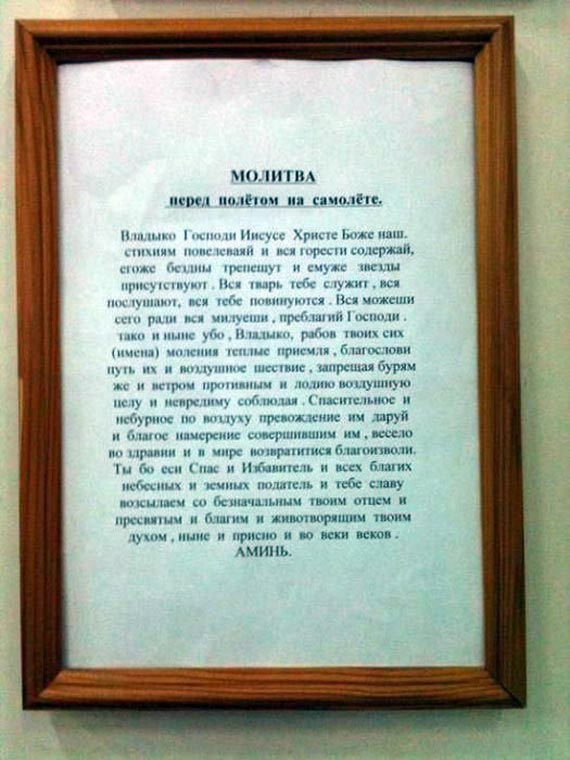 МОЛИТВА
перед полётом на самолёте.
Владыко Господи Иисусе Христе Боже наш.
стихиям повелеваяй и вся горести содержай,
егоже бездны трепещут и емуже звезды
присутствуют . Вся тварь тебе служит , вся
послушают, вся тебе повинуются . Вся можеши
сего ради вся милуеши , преблагий Господи .
тако и ныне убо , Владыко, рабов твоих сих
(имена) моления теплые приемля , благослови
путь их и воздушное шествие , запрещая бурям
же и ветром противным и лодию воздушную
целу и невредиму соблюдая . Спасительное и
небурное по воздуху превождение им даруй
и благое намерение совершившим им , весело
во здравии и в мире возвратитися благоизволи.
Ты бо еси Спас и Избавитель и всех благих
небесных и земных податель и тебе славу
возсылаем со безначальным твоим отцем и
пресвятым и благим и животворящим твоим
духом , ныне и присно и во веки веков .
АМИНЬ.